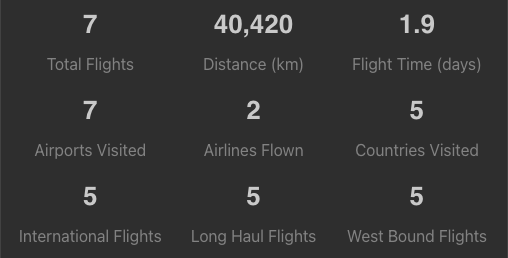 7 40,420 1.9
Total Flights Distance (km) Flight Time (days)
7 2 5
Airports Visited Airlines Flown Countries Visited
5 5 5
International Flights Long Haul Flights West Bound Flights